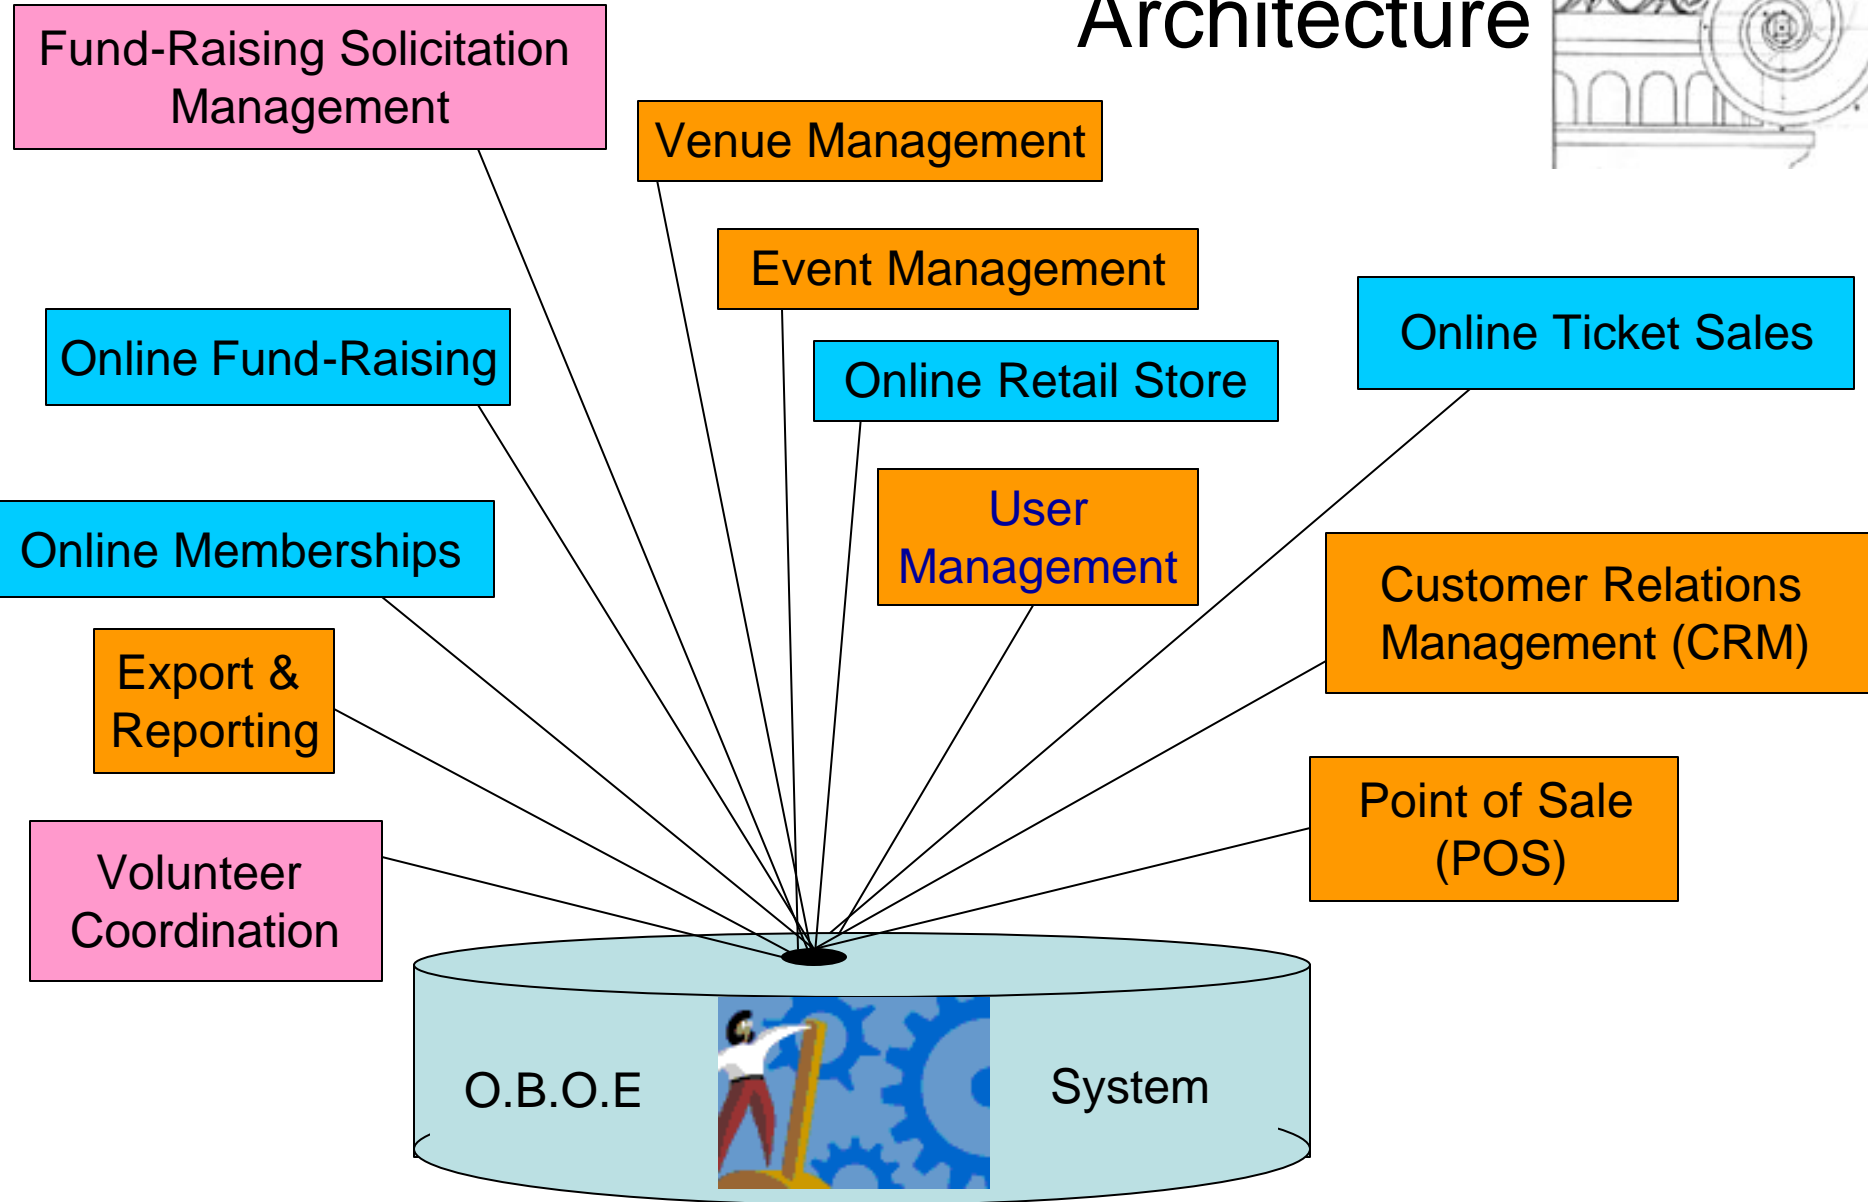 Architecture
Fund-Raising Solicitation
Management
Venue Management
Event Management
Online Ticket Sales
Online Fund-Raising
Online Retail Store
User
Management
Online Memberships
Customer Relations
Management (CRM)
Export &
Reporting
Point of Sale
(POS)
Volunteer
Coordination
O.B.O.E
System